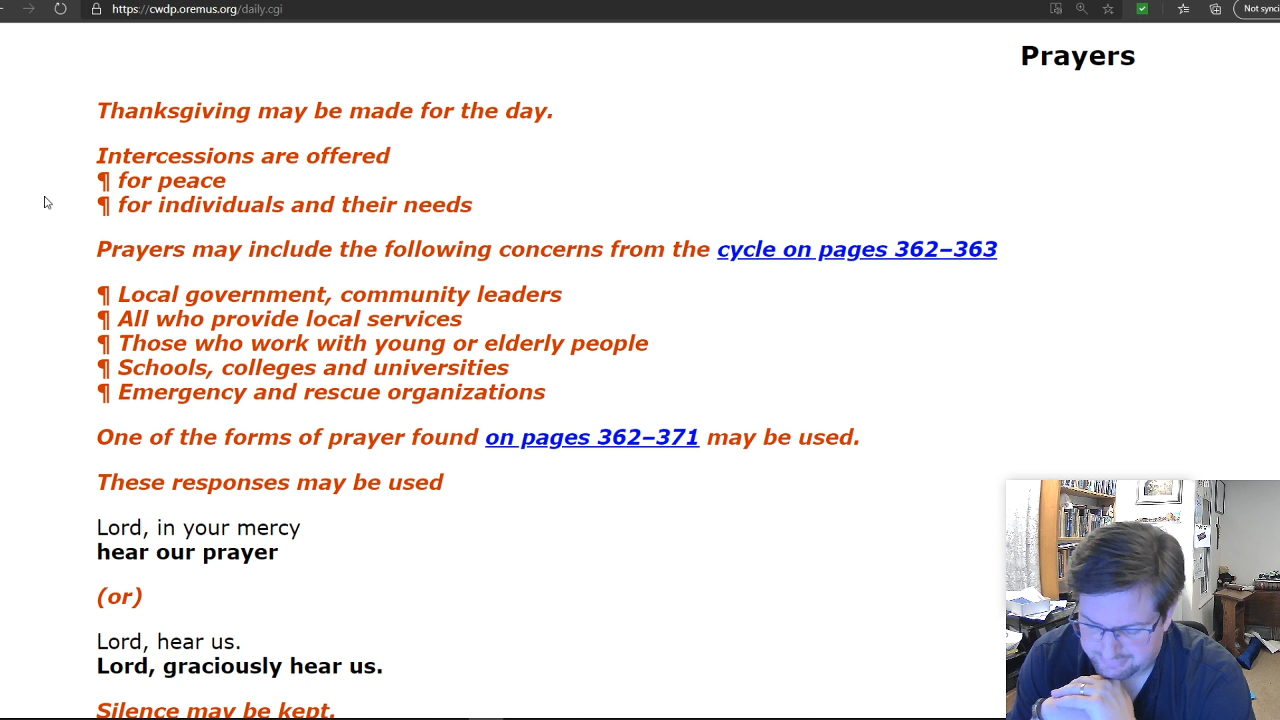 https://cwdp.oremus.org/daily.cgi
Not synci
Prayers
Thanksgiving may be made for the day.
Intercessions are offered
¶ for peace
¶ for individuals and their needs
Prayers may include the following concerns from the cycle on pages 362–363
¶ Local government, community leaders
¶ All who provide local services
¶ Those who work with young or elderly people
¶ Schools, colleges and universities
¶ Emergency and rescue organizations
One of the forms of prayer found on pages 362–371 may be used.
These responses may be used
Lord, in your mercy
hear our prayer
(or)
Lord, hear us.
Lord, graciously hear us.
Silence may be kept.